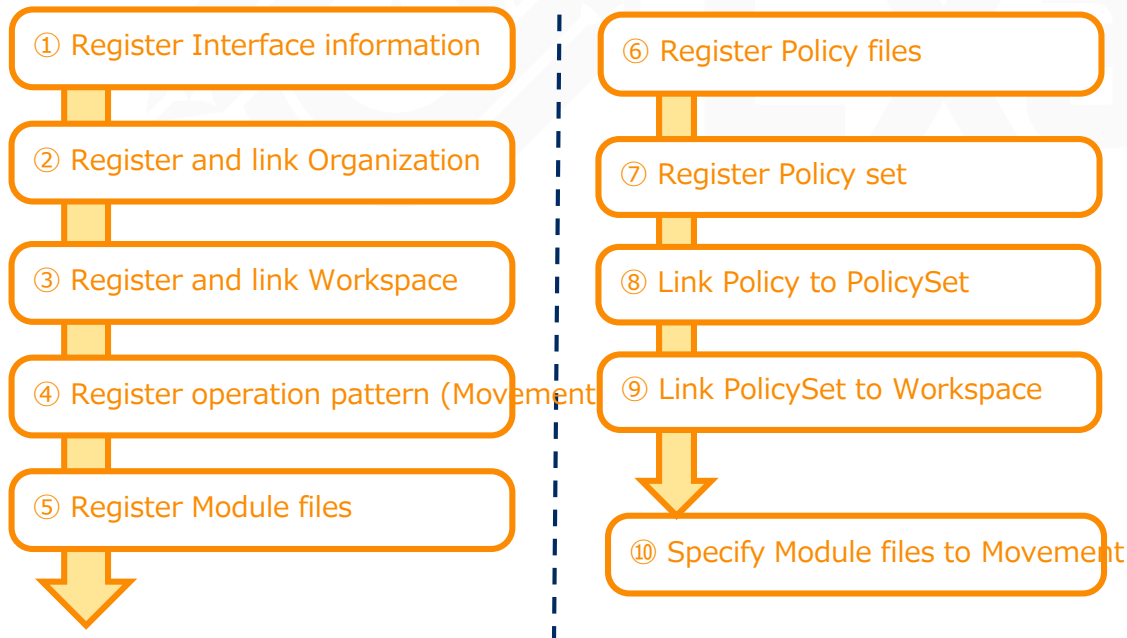 ① Register Interface information
② Register and link Organization
③ Register and link Workspace
④ Register operation pattern (Movement
⑤ Register Module files
⑥ Register Policy files
⑦ Register Policy set
⑧ Link Policy to PolicySet
⑨ Link PolicySet to Workspace
⑩ Specify Module files to Movement